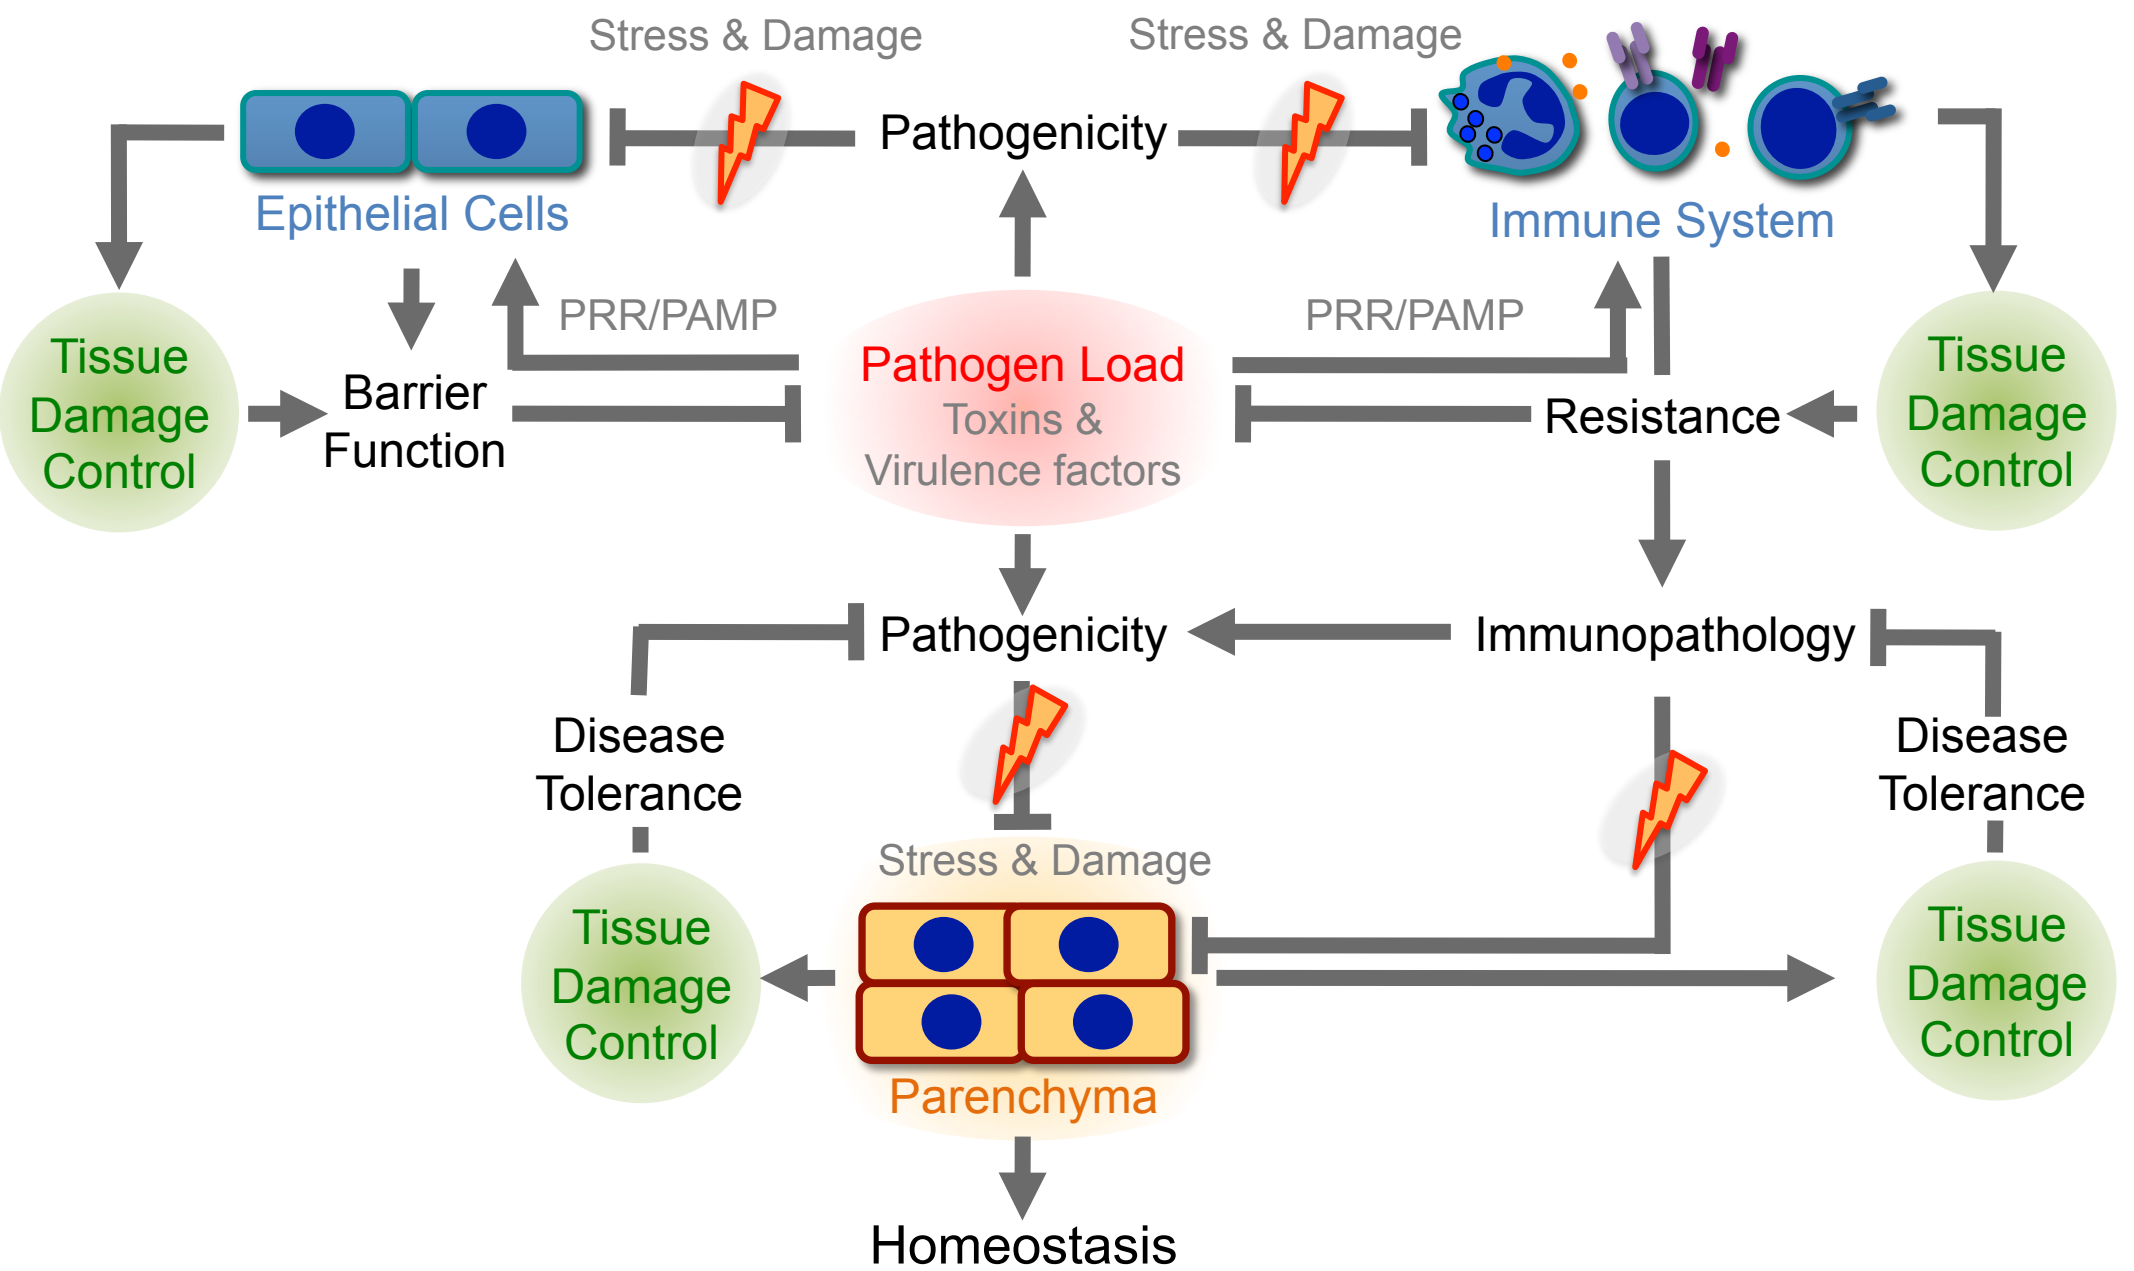 Stress & Damage
Stress & Damage
Pathogenicity
Epithelial Cells
Immune System
PRR/PAMP
PRR/PAMP
Tissue
Damage
Control
Barrier
Function
Pathogen Load
Toxins &
Virulence factors
Resistance
Tissue
Damage
Control
Pathogenicity
Immunopathology
Disease
Tolerance
Disease
Tolerance
Stress & Damage
Tissue
Damage
Control
Parenchyma
Tissue
Damage
Control
Homeostasis